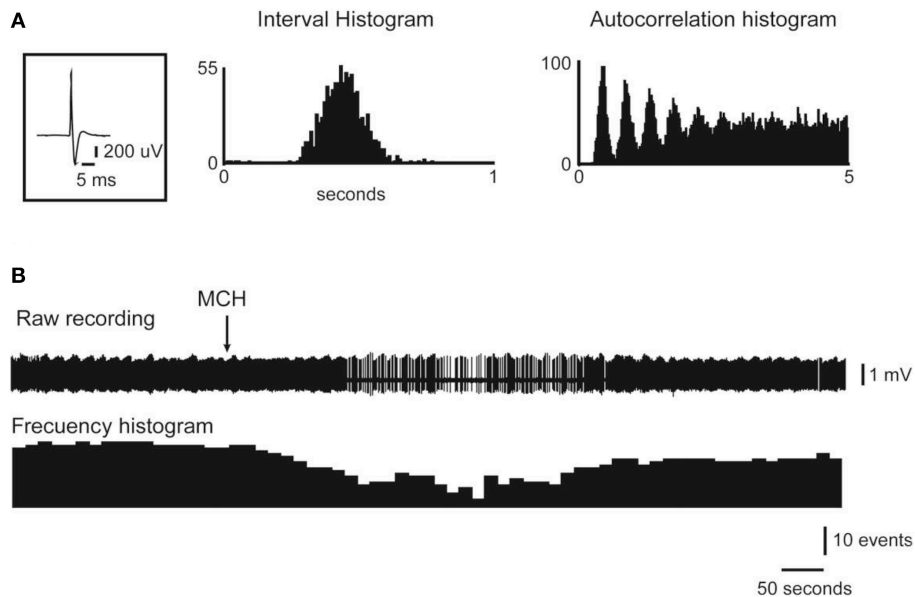 A
Interval Histogram
Autocorrelation histogram
200 uV
5 ms
55
0
0
1
seconds
100
0
0
5
B
MCH
Raw recording
1 mV
Frecuency histogram
10 events
50 seconds